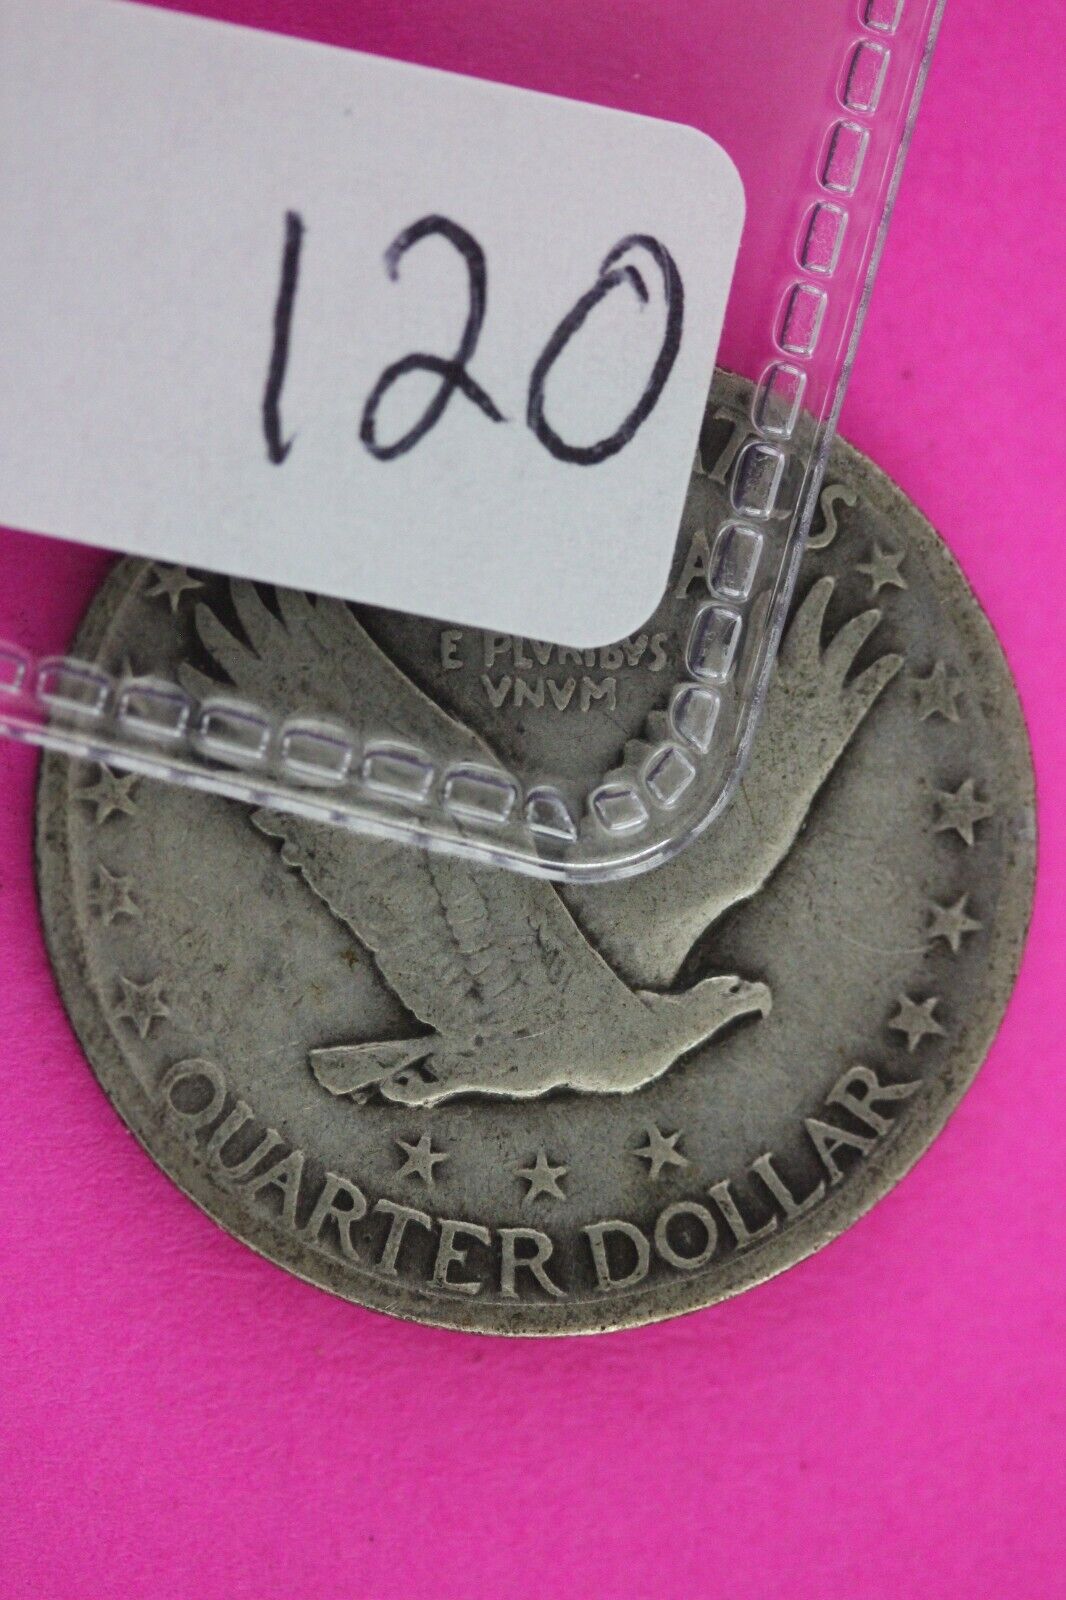 120
E PLVRIBVS
VNVM
QUARTER DOLLAR